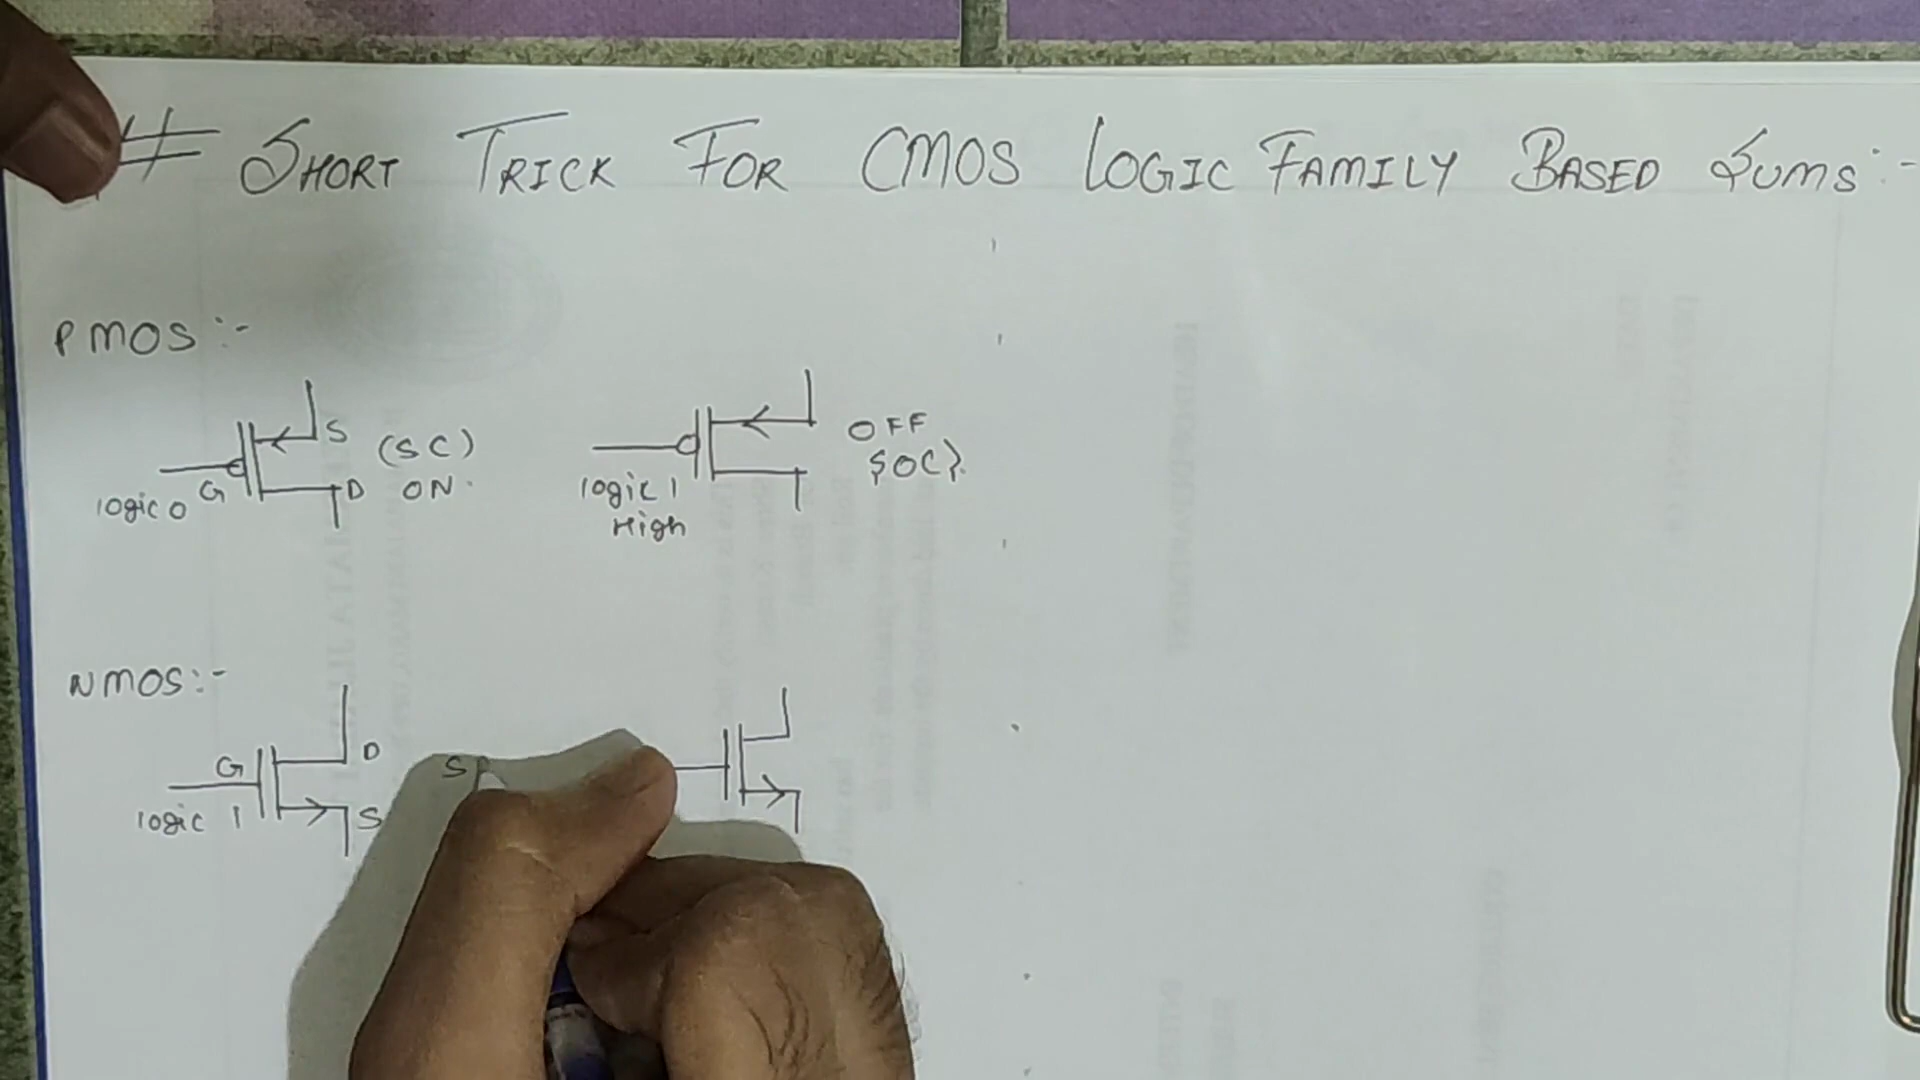 # SHORT TRICK FOR CMOS LOGIC FAMILY BASED SUMS :-
PMOS :-
S
(SC)
G
D
ON.
logic 0
OFF
{OC}.
logic 1
High
NMOS :-
G
D
S
logic 1
S